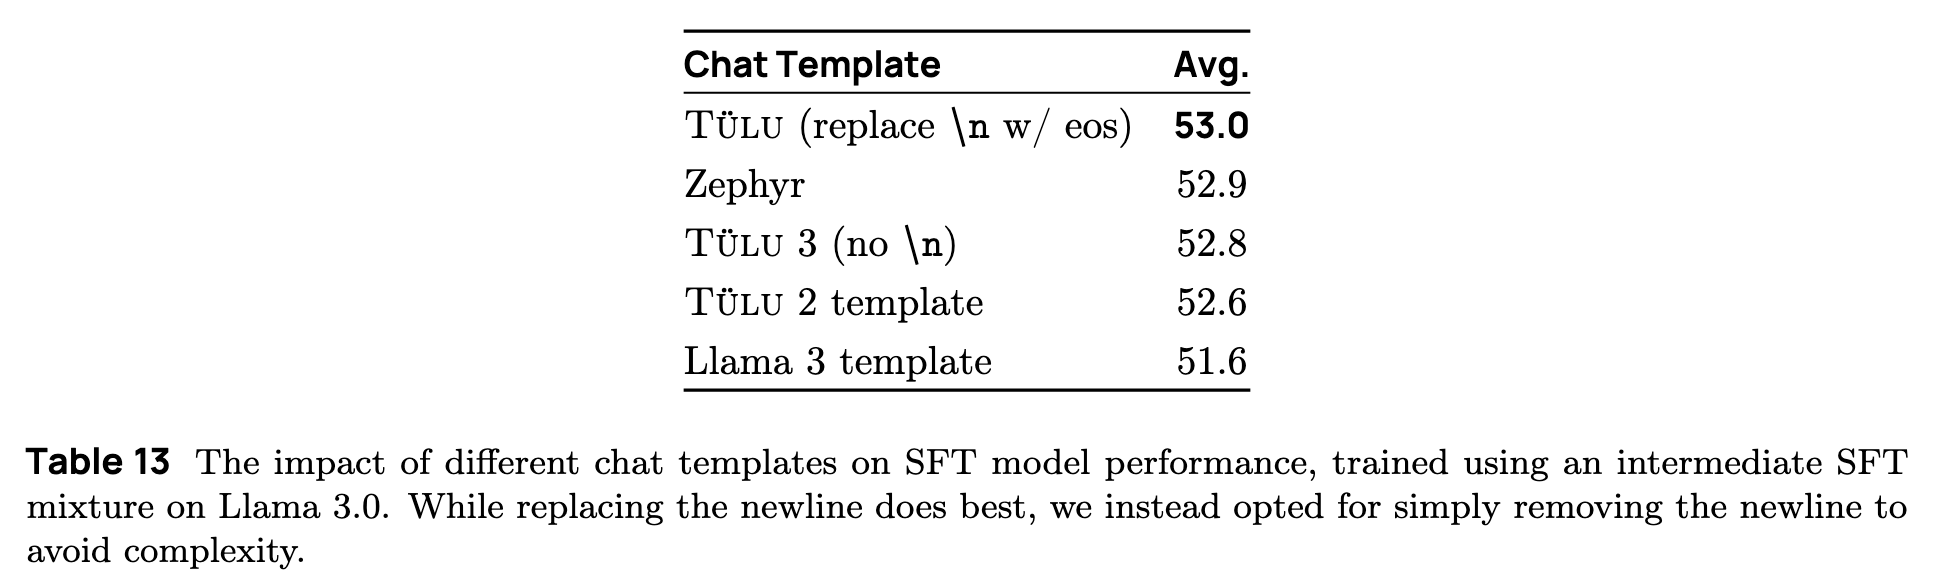 Chat Template Avg.
TÜLU (replace \n w/ eos) 53.0
Zephyr 52.9
TÜLU 3 (no \n) 52.8
TÜLU 2 template 52.6
Llama 3 template 51.6
Table 13 The impact of different chat templates on SFT model performance, trained using an intermediate SFT
mixture on Llama 3.0. While replacing the newline does best, we instead opted for simply removing the newline to
avoid complexity.